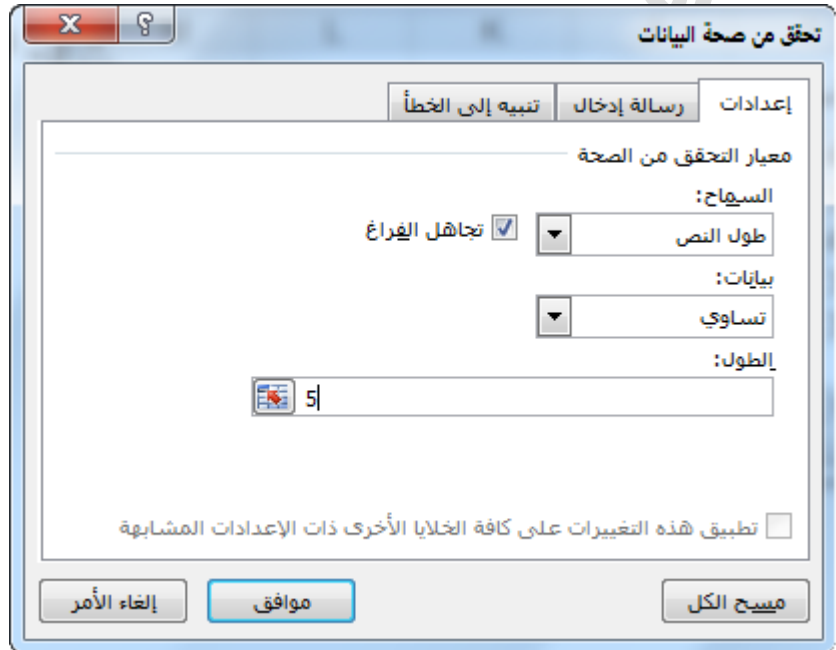 تحقق من صحة البيانات
إعدادات
رسالة إدخال
تنبيه إلى الخطأ
معيار التحقق من الصحة
السماح:
طول النص
تجاهل الفراغ
بيانات:
تساوي
الطول:
5
تطبيق هذه التغييرات على كافة الخلايا الأخرى ذات الإعدادات المشابهة
مسح الكل
موافق
إلغاء الأمر